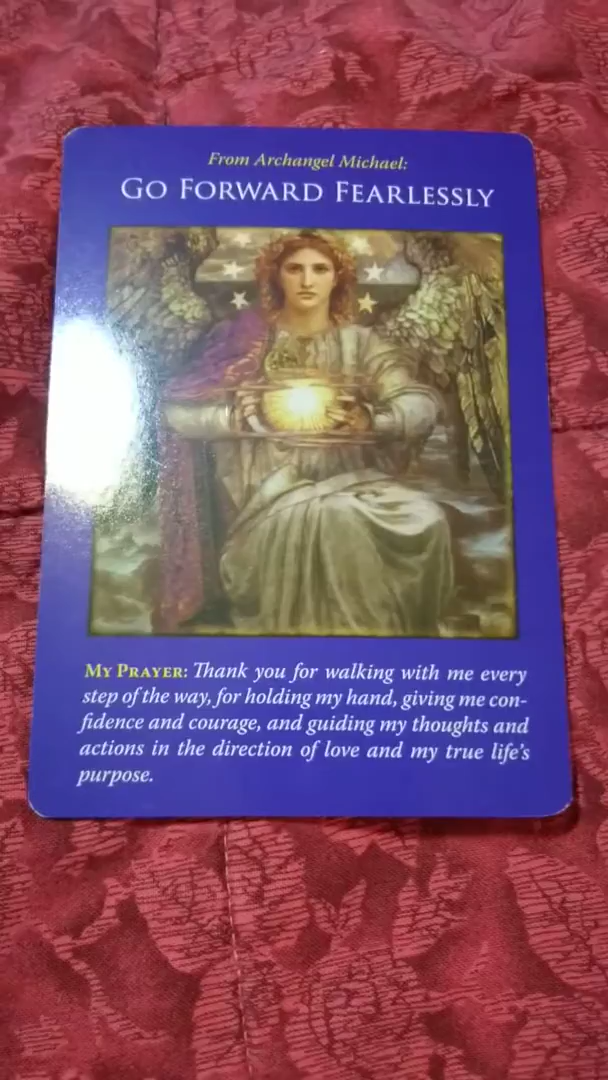 From Archangel Michael:
GO FORWARD FEARLESSLY
MY PRAYER: Thank you for walking with me every
step of the way, for holding my hand, giving me con-
fidence and courage, and guiding my thoughts and
actions in the direction of love and my true life's
purpose.